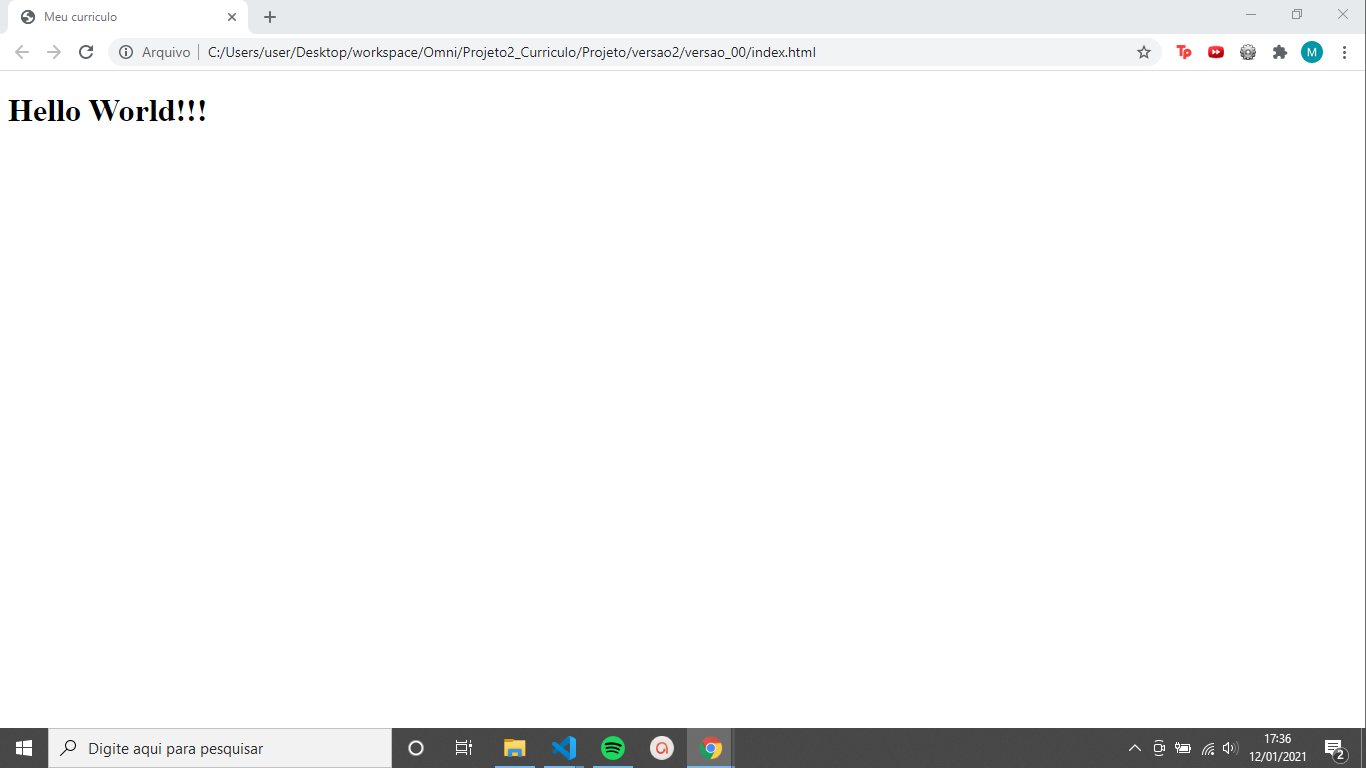 Meu curriculo
Arquivo C:/Users/user/Desktop/workspace/Omni/Projeto2_Curriculo/Projeto/versao2/versao_00/index.html
Tp
M
Hello World!!!
Digite aqui para pesquisar
17:36
12/01/2021
2